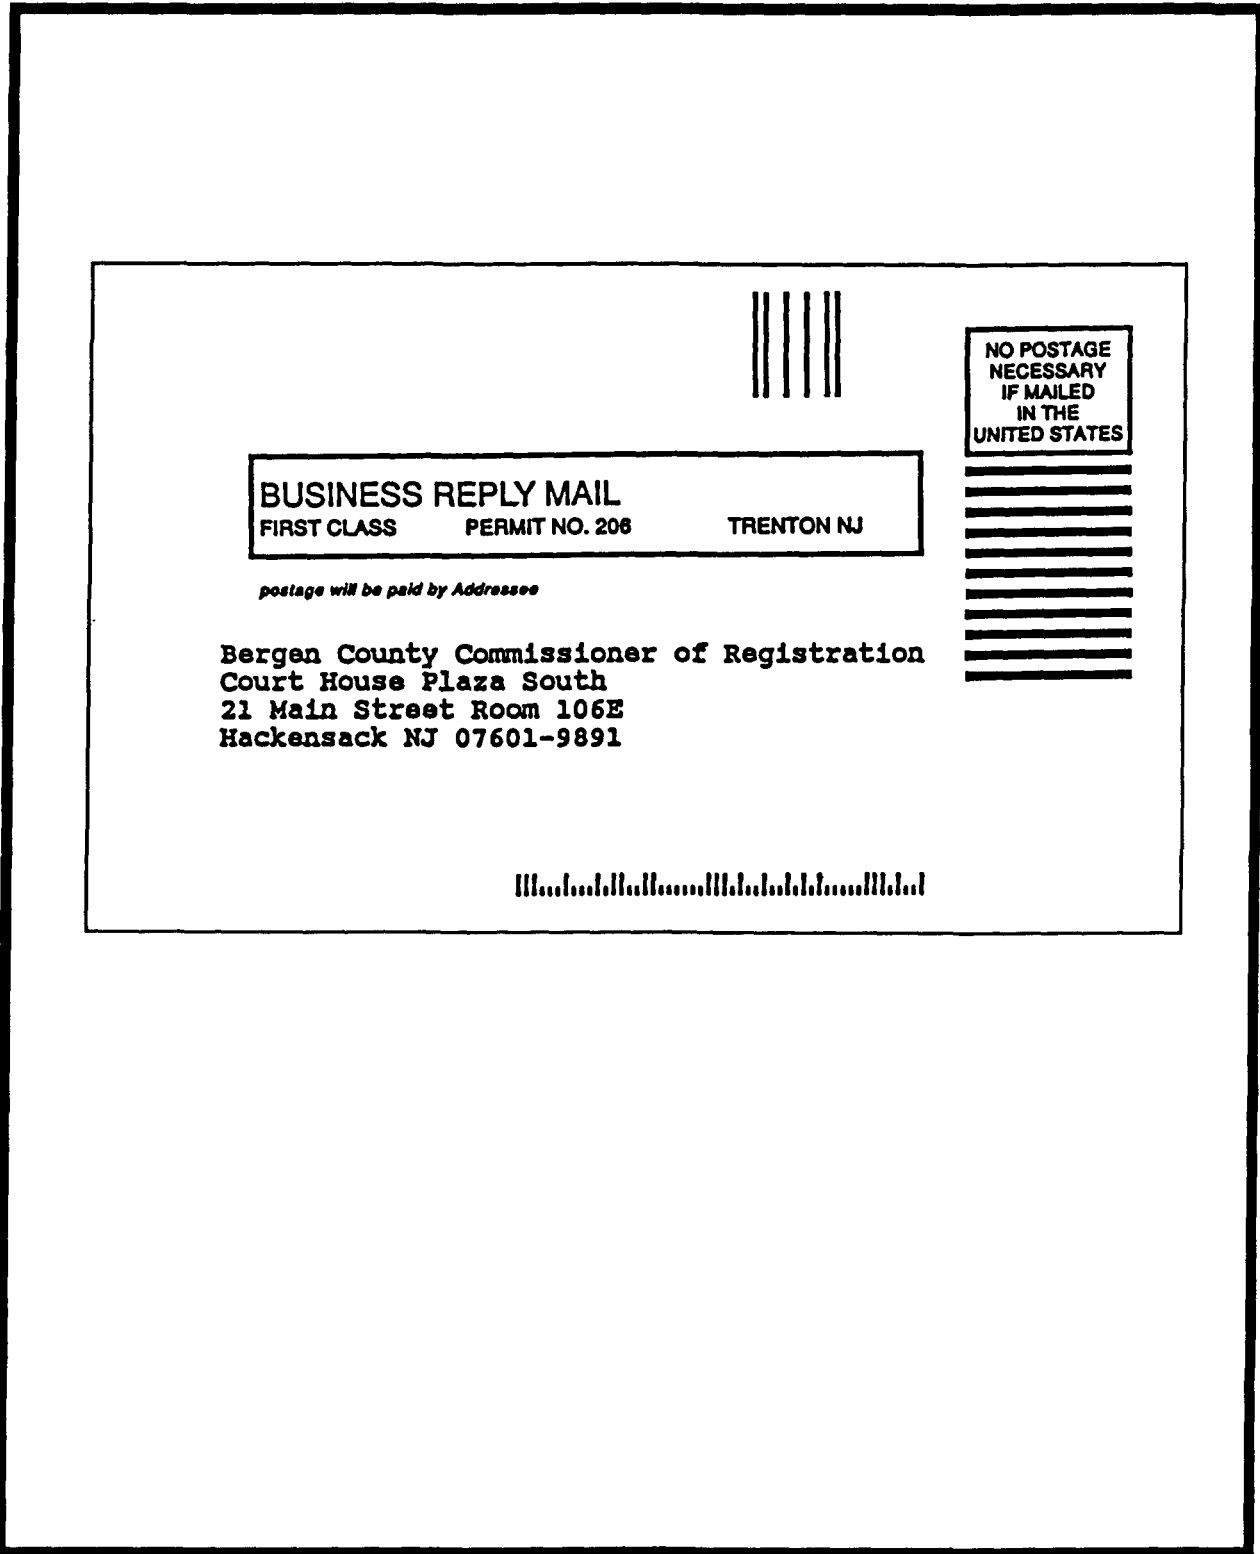 NO POSTAGE
NECESSARY
IF MAILED
IN THE
UNITED STATES
BUSINESS REPLY MAIL
FIRST CLASS PERMIT NO. 206 TRENTON NJ
postage will be paid by Addressee
Bergen County Commissioner of Registration
Court House Plaza South
21 Main Street Room 106E
Hackensack NJ 07601-9891